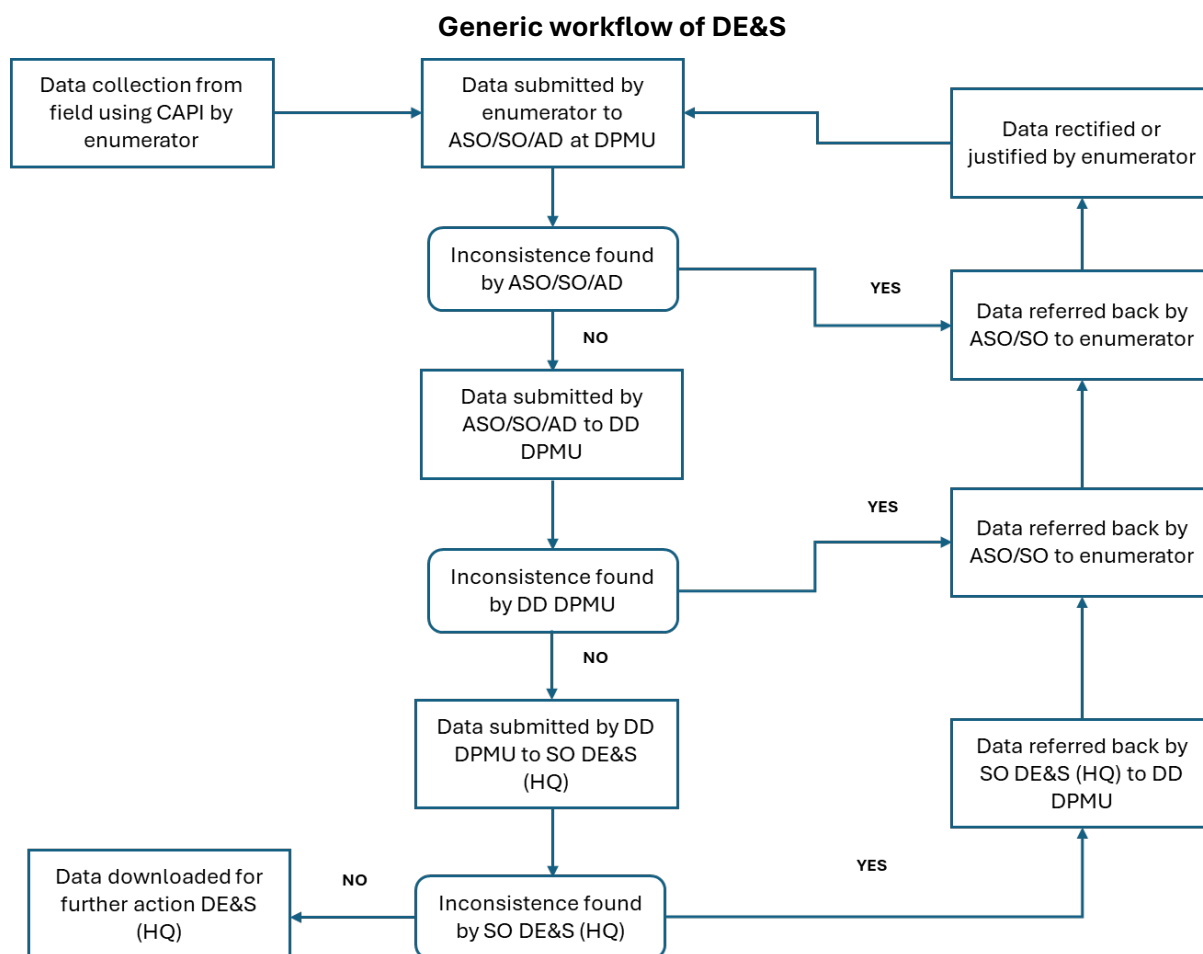 Generic workflow of DE&S
Data collection from
field using CAPI by
enumerator
Data submitted by
enumerator to
ASO/SO/AD at DPMU
Data rectified or
justified by enumerator
Inconsistence found
by ASO/SO/AD
YES
Data referred back by
ASO/SO to enumerator
NO
Data submitted by
ASO/SO/AD to DD
DPMU
YES
Data referred back by
ASO/SO to enumerator
Inconsistence found
by DD DPMU
NO
Data submitted by DD
DPMU to SO DE&S
(HQ)
Data referred back by
SO DE&S (HQ) to DD
DPMU
Data downloaded for
further action DE&S
(HQ)
NO
Inconsistence found
by SO DE&S (HQ)
YES